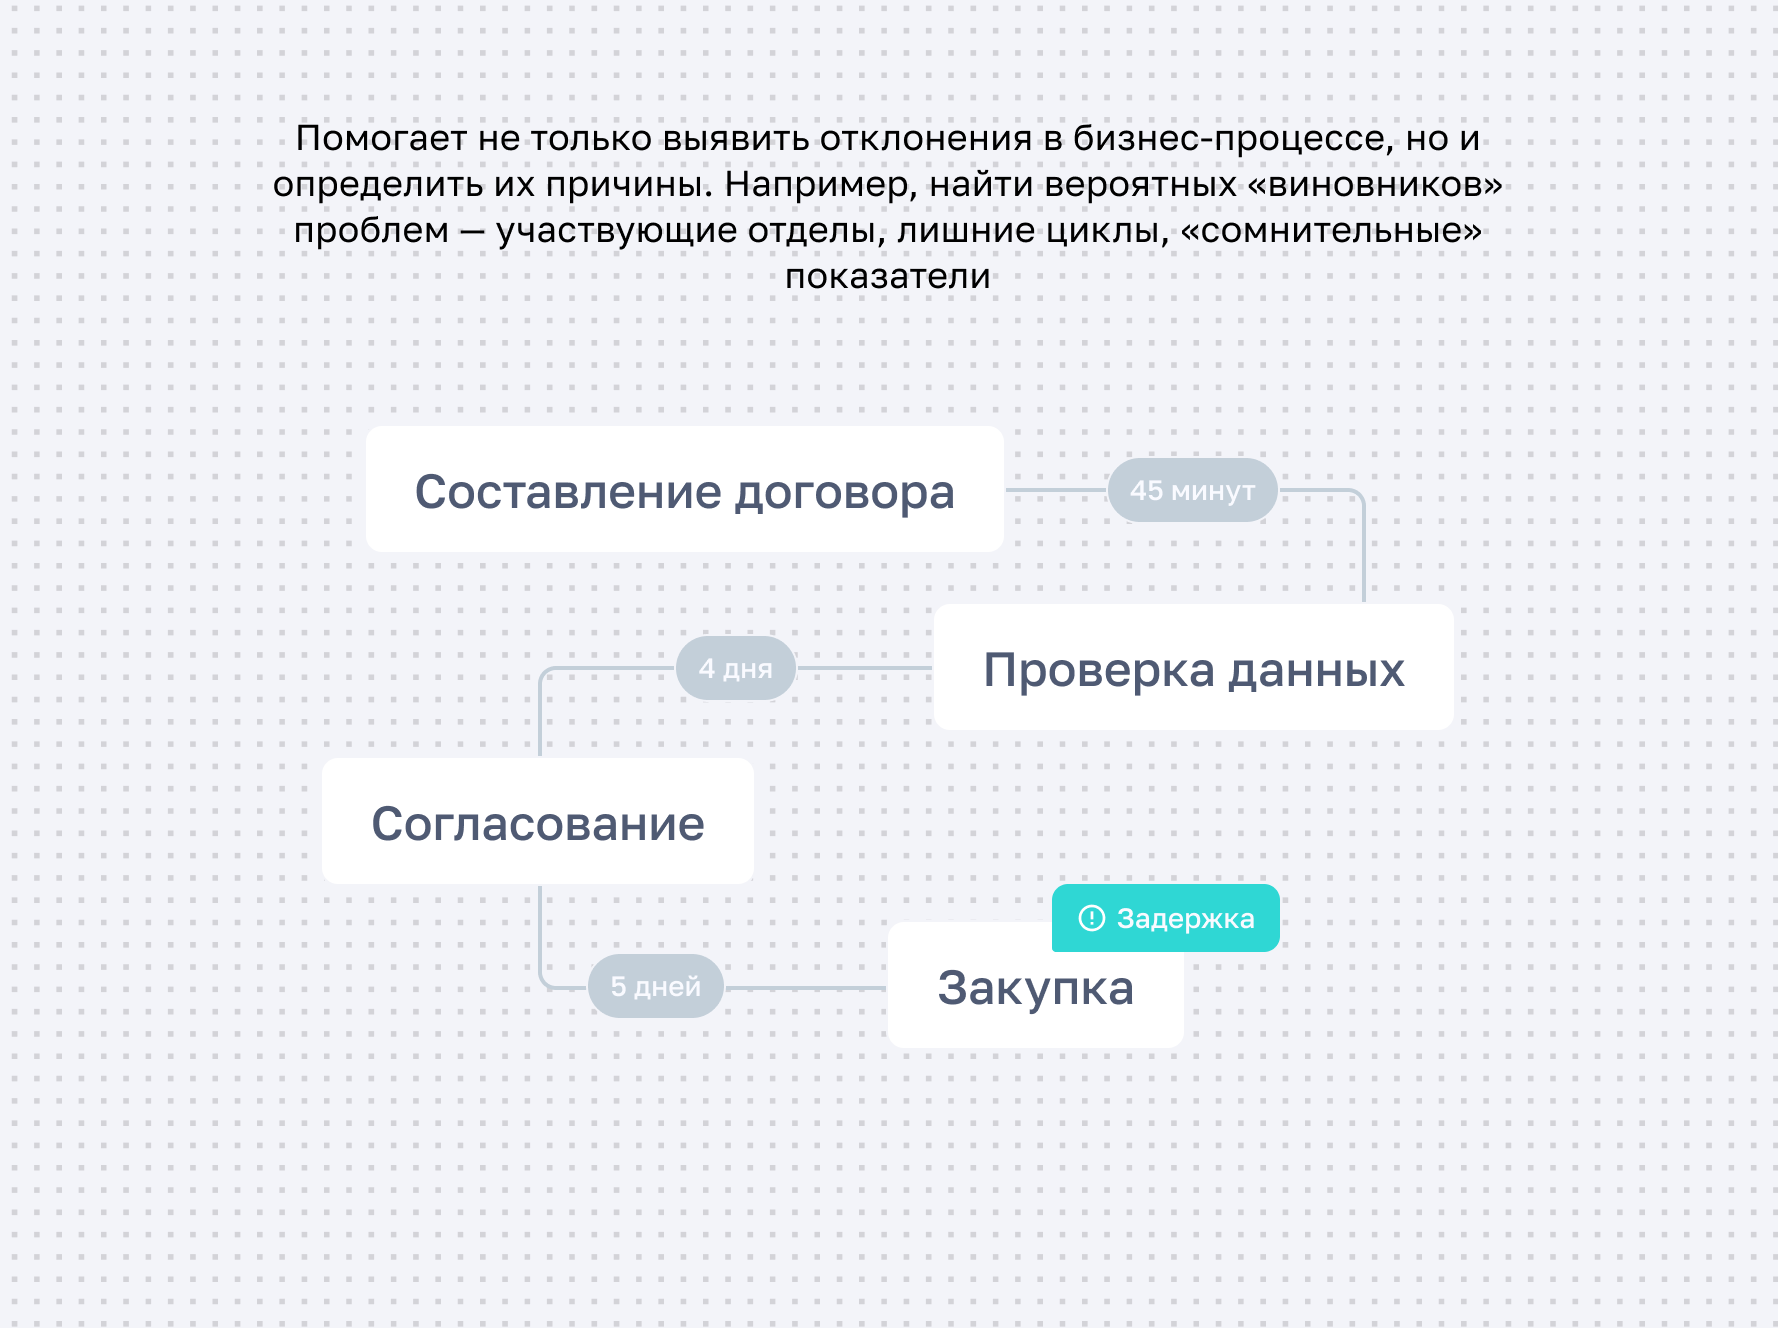 Помогает не только выявить отклонения в бизнес-процессе, но и
определить их причины. Например, найти вероятных «виновников»
проблем — участвующие отделы, лишние циклы, «сомнительные»
показатели
Составление договора
45 минут
Проверка данных
4 дня
Согласование
5 дней
Задержка
Закупка